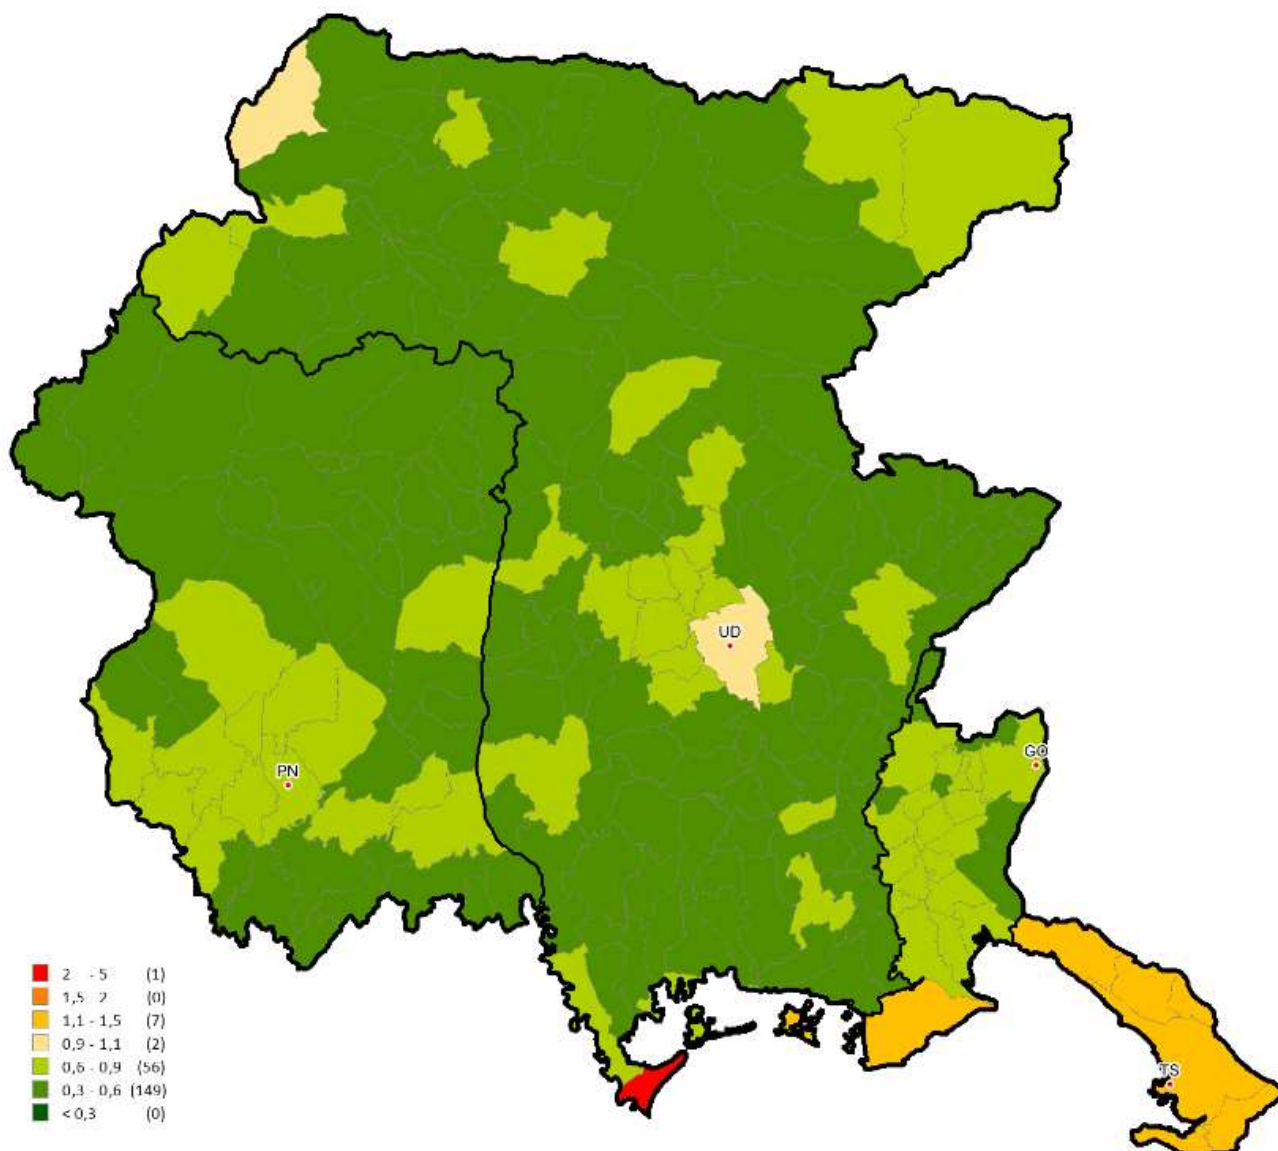 UD
GO
PN
2 - 5 (1)
1,5 - 2 (0)
1,1 - 1,5 (7)
0,9 - 1,1 (2)
0,6 - 0,9 (56)
0,3 - 0,6 (149)
< 0,3 (0)
TS